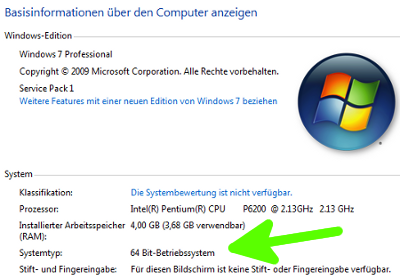 Basisinformationen über den Computer anzeigen
Windows-Edition
Windows 7 Professional
Copyright © 2009 Microsoft Corporation. Alle Rechte vorbehalten.
Service Pack 1
Weitere Features mit einer neuen Edition von Windows 7 beziehen
System
Klassifikation: Die Systembewertung ist nicht verfügbar.
Prozessor: Intel(R) Pentium(R) CPU P6200 @ 2.13GHz 2.13 GHz
Installierter Arbeitsspeicher 4,00 GB (3,68 GB verwendbar)
(RAM):
Systemtyp: 64 Bit-Betriebssystem
Stift- und Fingereingabe: Für diesen Bildschirm ist keine Stift- oder Fingereingabe verfügbar.